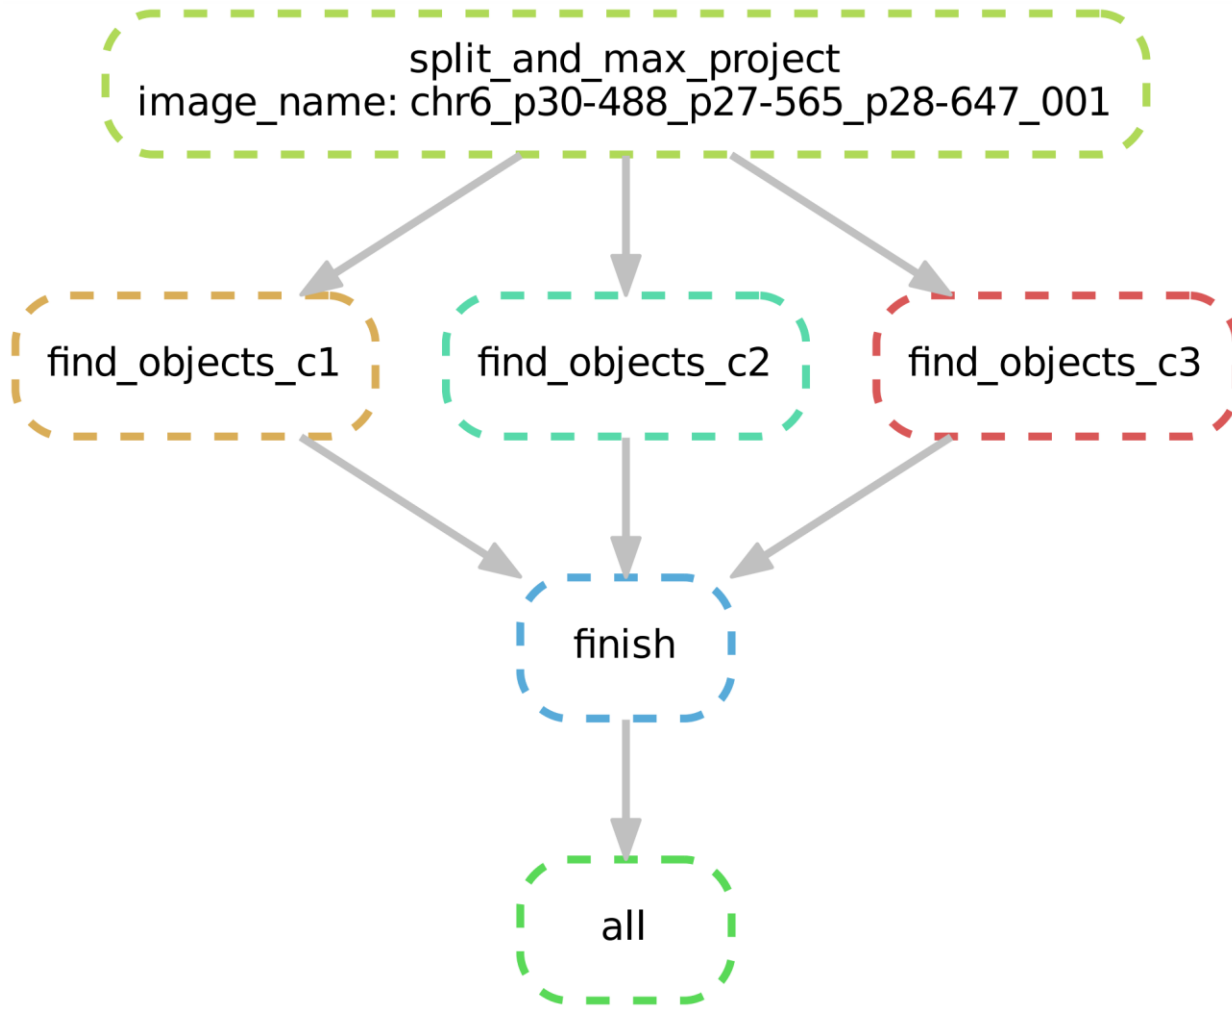 split_and_max_project
image_name: chr6_p30-488_p27-565_p28-647_001
find_objects_c1
find_objects_c2
find_objects_c3
finish
all